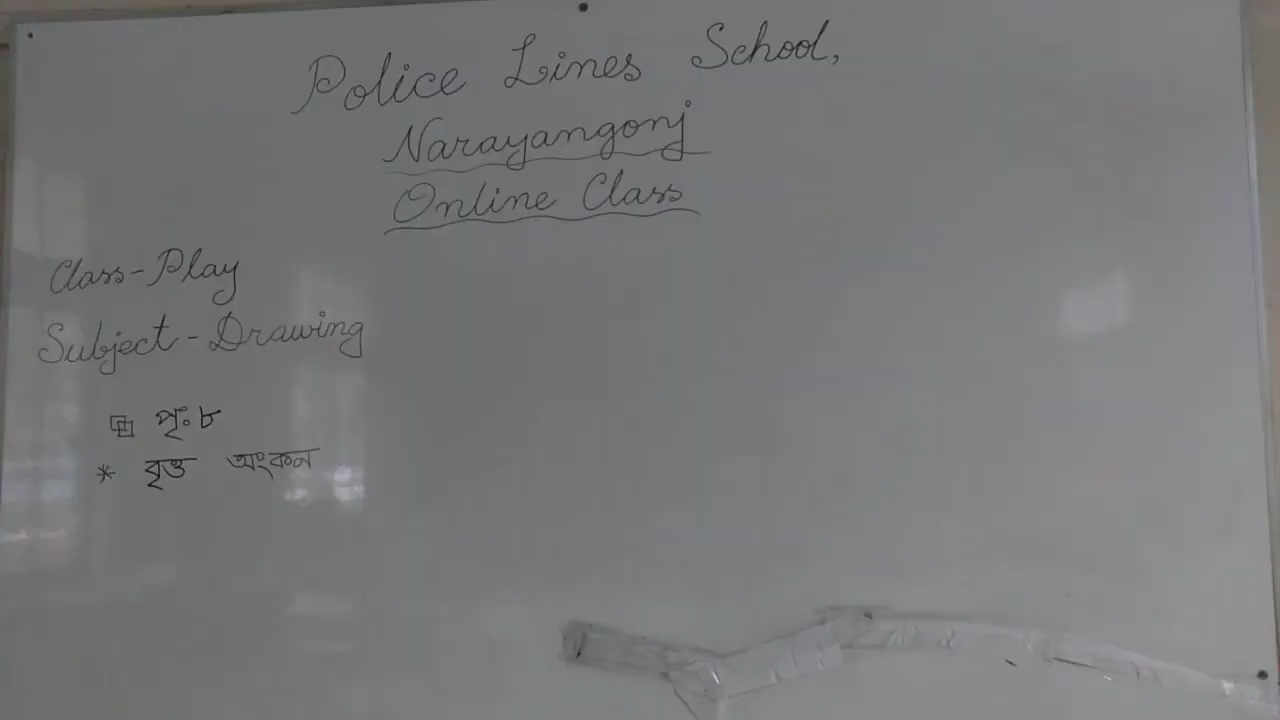 Police Lines School,
Narayangonj
Online Class
Class-Play
Subject-Drawing
পৃ: ৮
* বৃত্ত অংকন